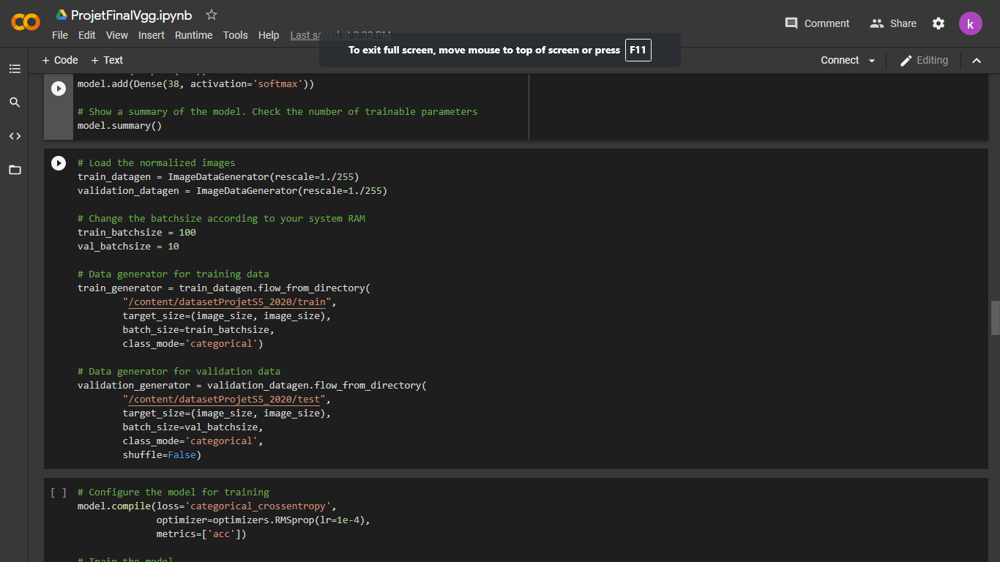 ProjetFinalVgg.ipynb
File Edit View Insert Runtime Tools Help Last saved at 3:33 PM
Comment Share k
To exit full screen, move mouse to top of screen or press F11
+ Code + Text Connect Editing
model.add(Dense(38, activation='softmax'))
# Show a summary of the model. Check the number of trainable parameters
model.summary()
# Load the normalized images
train_datagen = ImageDataGenerator(rescale=1./255)
validation_datagen = ImageDataGenerator(rescale=1./255)
# Change the batchsize according to your system RAM
train_batchsize = 100
val_batchsize = 10
# Data generator for training data
train_generator = train_datagen.flow_from_directory(
"/content/datasetProjetS5_2020/train",
target_size=(image_size, image_size),
batch_size=train_batchsize,
class_mode='categorical')
# Data generator for validation data
validation_generator = validation_datagen.flow_from_directory(
"/content/datasetProjetS5_2020/test",
target_size=(image_size, image_size),
batch_size=val_batchsize,
class_mode='categorical',
shuffle=False)
[ ] # Configure the model for training
model.compile(loss='categorical_crossentropy',
optimizer=optimizers.RMSprop(lr=1e-4),
metrics=['acc'])
# Train the model